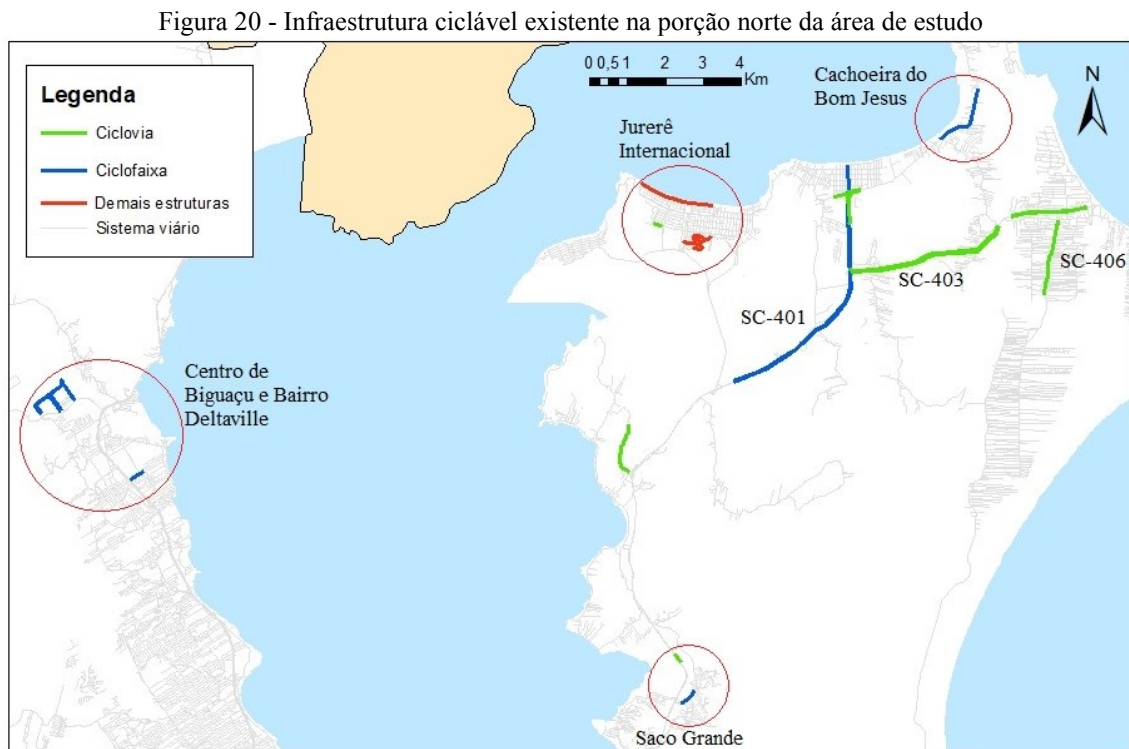 Figura 20 - Infraestrutura ciclável existente na porção norte da área de estudo
Legenda
Ciclovia
Ciclofaixa
Demais estruturas
Sistema viário
0 0,5 1 2 3 4
Km
Cachoeira do
Bom Jesus
N
Jurerê
Internacional
SC-406
SC-403
SC-401
Centro de
Biguaçu e Bairro
Deltaville
Saco Grande